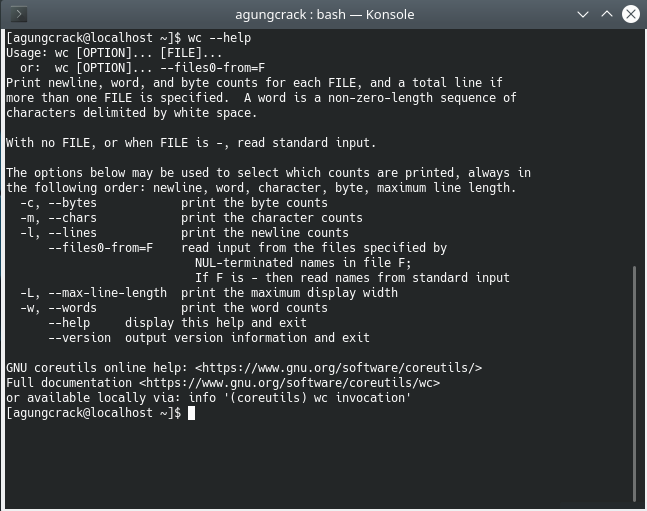 agungcrack : bash — Konsole
[agungcrack@localhost ~]$ wc --help
Usage: wc [OPTION]... [FILE]...
  or:  wc [OPTION]... --files0-from=F
Print newline, word, and byte counts for each FILE, and a total line if
more than one FILE is specified.  A word is a non-zero-length sequence of
characters delimited by white space.

With no FILE, or when FILE is -, read standard input.

The options below may be used to select which counts are printed, always in
the following order: newline, word, character, byte, maximum line length.
  -c, --bytes            print the byte counts
  -m, --chars            print the character counts
  -l, --lines            print the newline counts
      --files0-from=F    read input from the files specified by
                           NUL-terminated names in file F;
                           If F is - then read names from standard input
  -L, --max-line-length  print the maximum display width
  -w, --words            print the word counts
      --help     display this help and exit
      --version  output version information and exit

GNU coreutils online help: <https://www.gnu.org/software/coreutils/>
Full documentation <https://www.gnu.org/software/coreutils/wc>
or available locally via: info '(coreutils) wc invocation'
[agungcrack@localhost ~]$